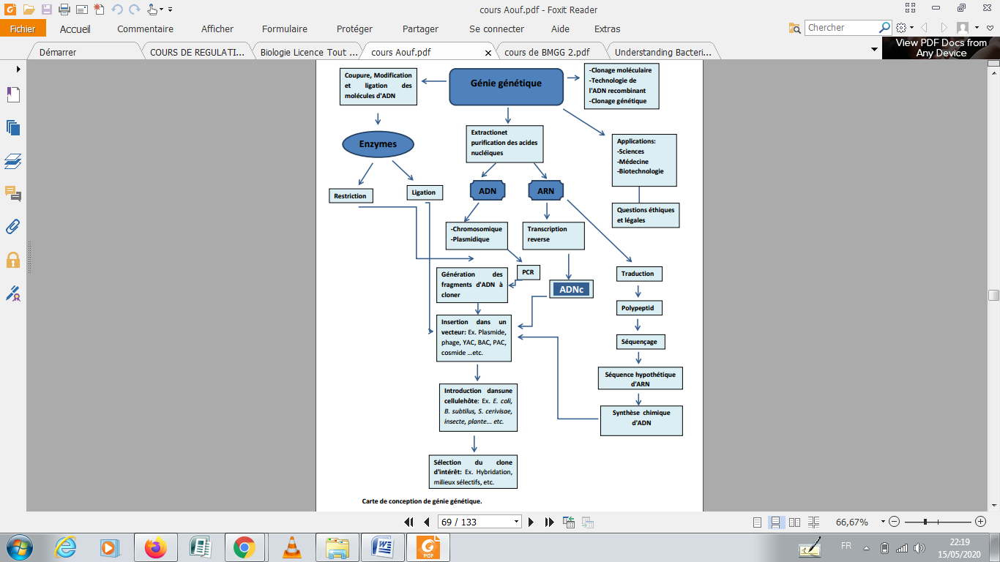 cours Aouf.pdf - Foxit Reader
Fichier
Accueil
Commentaire
Afficher
Formulaire
Protéger
Partager
Se connecter
Aide
Extras
Chercher
Démarrer
COURS DE REGULATI...
Biologie Licence Tout ...
cours Aouf.pdf
cours de BMGG 2.pdf
Understanding Bacteri...
View PDF Docs from
Any Device
Coupure, Modification
et ligation des
molécules d'ADN
Génie génétique
-Clonage moléculaire
-Technologie de
l'ADN recombinant
-Clonage génétique
Enzymes
Extractionet
purification des acides
nucléiques
Applications:
-Sciences
-Médecine
-Biotechnologie
Restriction
Ligation
ADN
ARN
Questions éthiques
et légales
-Chromosomique
-Plasmidique
Transcription
reverse
Génération des
fragments d'ADN à
cloner
PCR
ADNc
Traduction
Polypeptid
Insertion dans un
vecteur: Ex. Plasmide,
phage, YAC, BAC, PAC,
cosmide ...etc.
Séquençage
Séquence hypothétique
d'ARN
Introduction dansune
cellulehôte: Ex. E. coli,
B. subtilus, S. cerivisae,
insecte, plante... etc.
Synthèse chimique
d'ADN
Sélection du clone
d'intérêt: Ex. Hybridation,
milieux sélectifs, etc.
Carte de conception de génie génétique.
69 / 133
66,67%
FR
22:19
15/05/2020
PDF